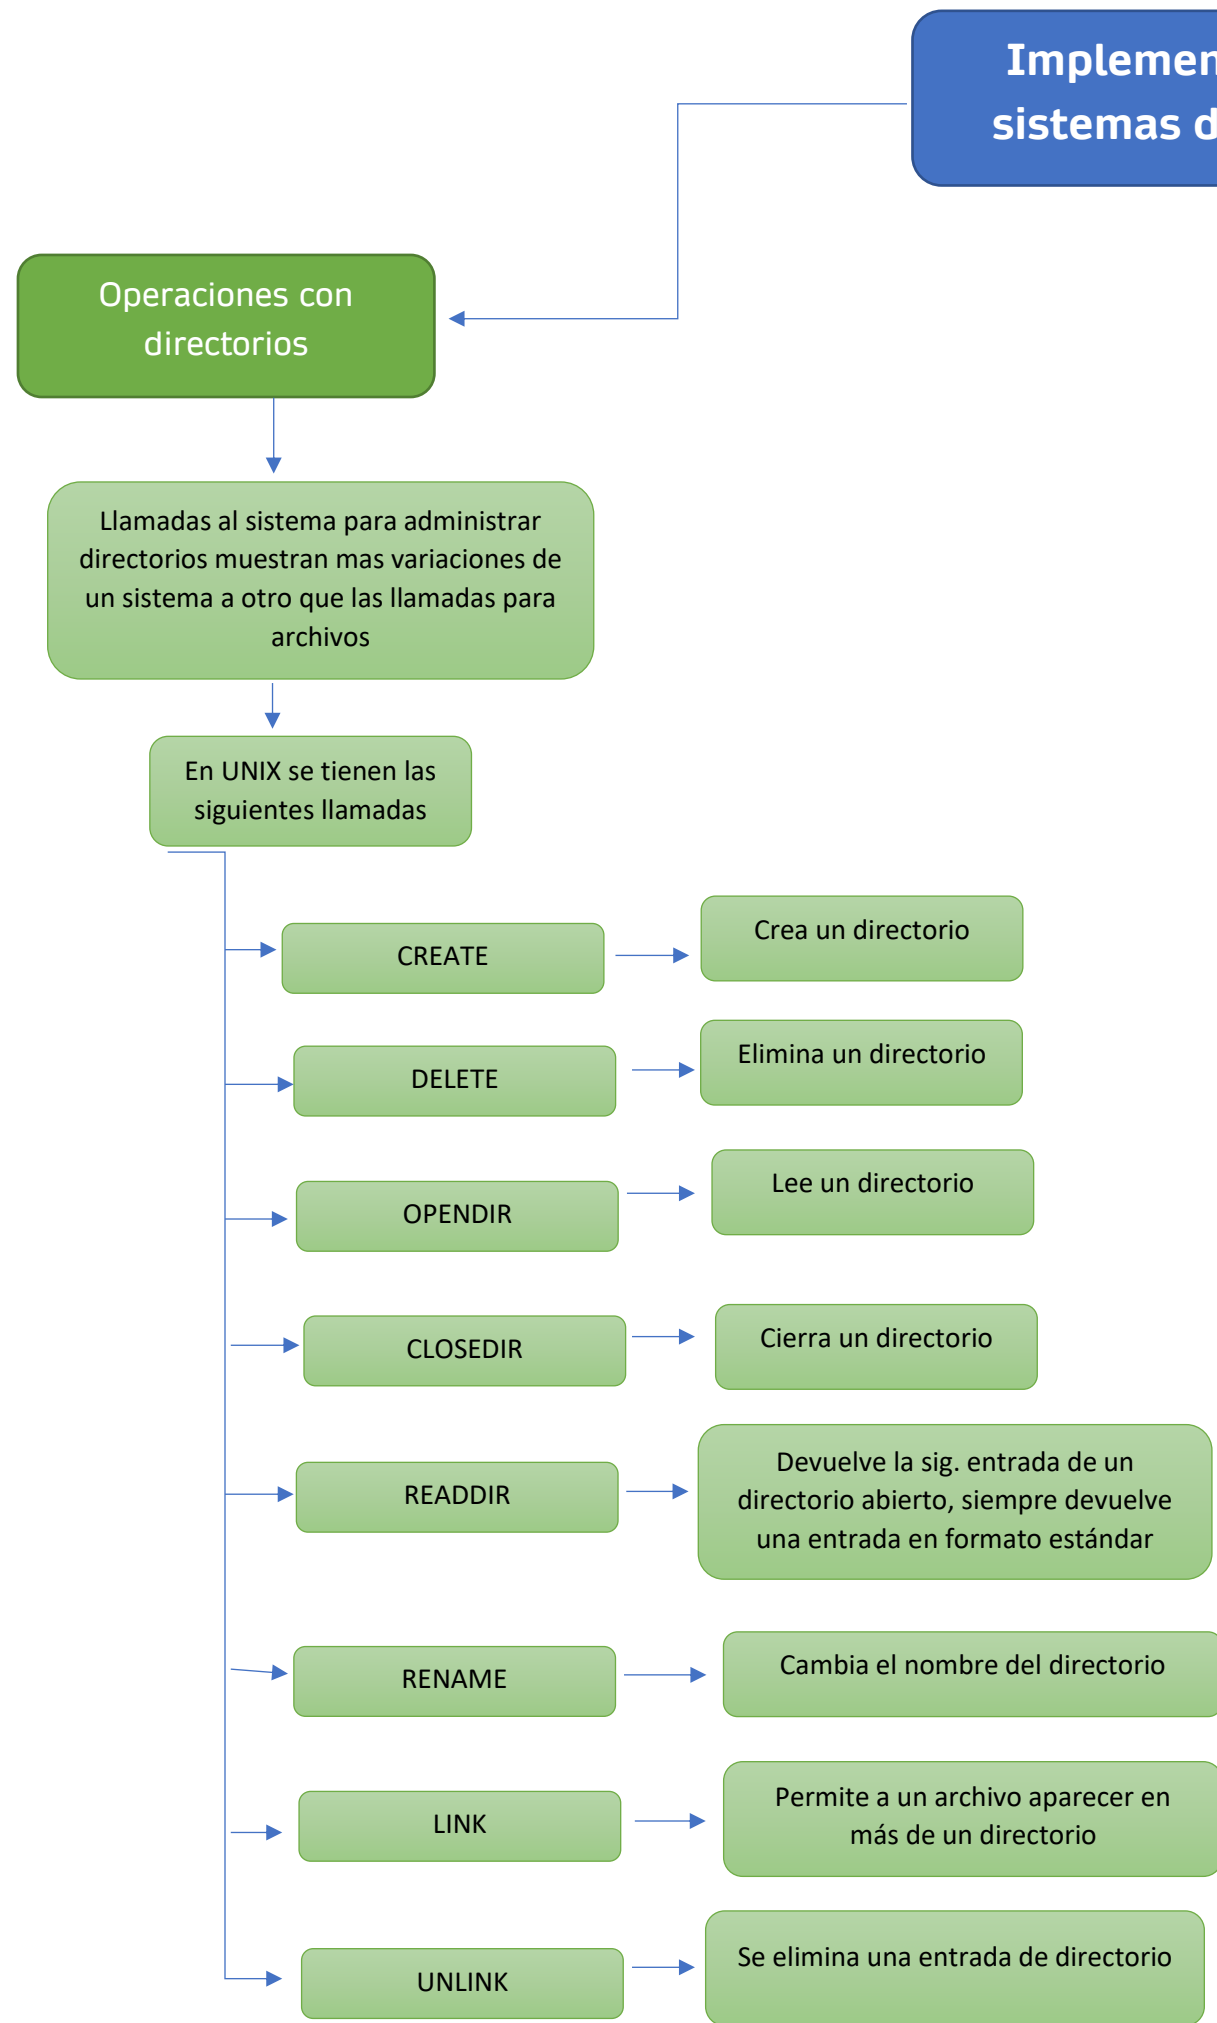 Implemen
sistemas d
Operaciones con
directorios
Llamadas al sistema para administrar
directorios muestran mas variaciones de
un sistema a otro que las llamadas para
archivos
En UNIX se tienen las
siguientes llamadas
CREATE
Crea un directorio
DELETE
Elimina un directorio
OPENDIR
Lee un directorio
CLOSEDIR
Cierra un directorio
READDIR
Devuelve la sig. entrada de un
directorio abierto, siempre devuelve
una entrada en formato estándar
RENAME
Cambia el nombre del directorio
LINK
Permite a un archivo aparecer en
más de un directorio
UNLINK
Se elimina una entrada de directorio